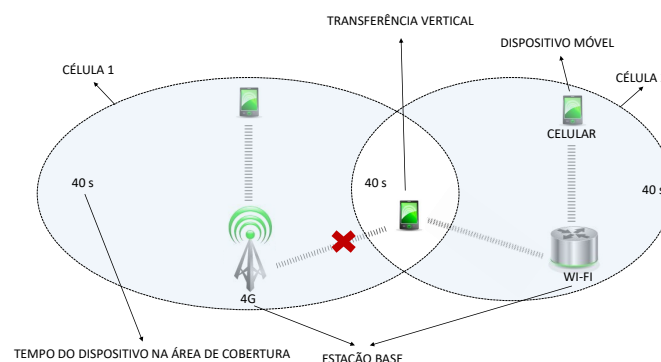 TRANSFERÊNCIA VERTICAL
DISPOSITIVO MÓVEL
CÉLULA 1
CÉLULA
CELULAR
40 s
40 s
40 s
WI-FI
4G
TEMPO DO DISPOSITIVO NA ÁREA DE COBERTURA
ESTAÇÃO BASE